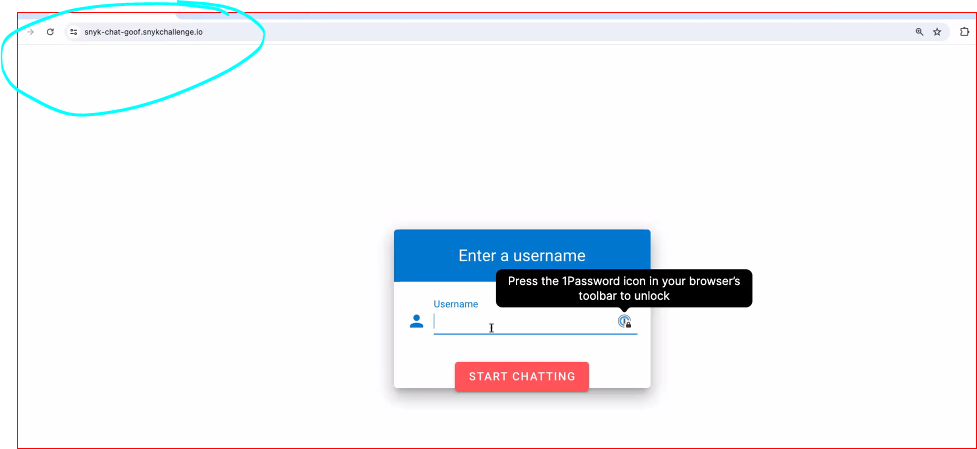 snyk-chat-goof.snykchallenge.io
Enter a username
Press the 1Password icon in your browser's
toolbar to unlock
Username
START CHATTING